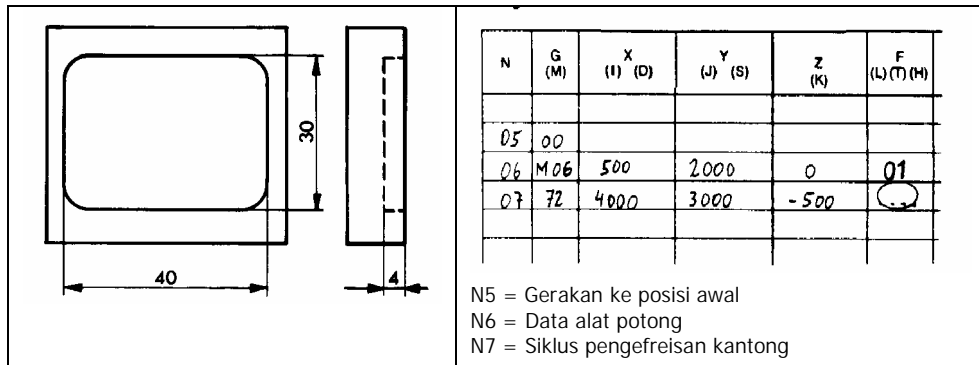 30
40
4
N G (M) X (I) (D) Y (J) (S) Z (K) F (L) (T) (H)
05 00
06 M06 500 2000 0 01
07 72 4000 3000 -500
N5 = Gerakan ke posisi awal
N6 = Data alat potong
N7 = Siklus pengefreisan kantong